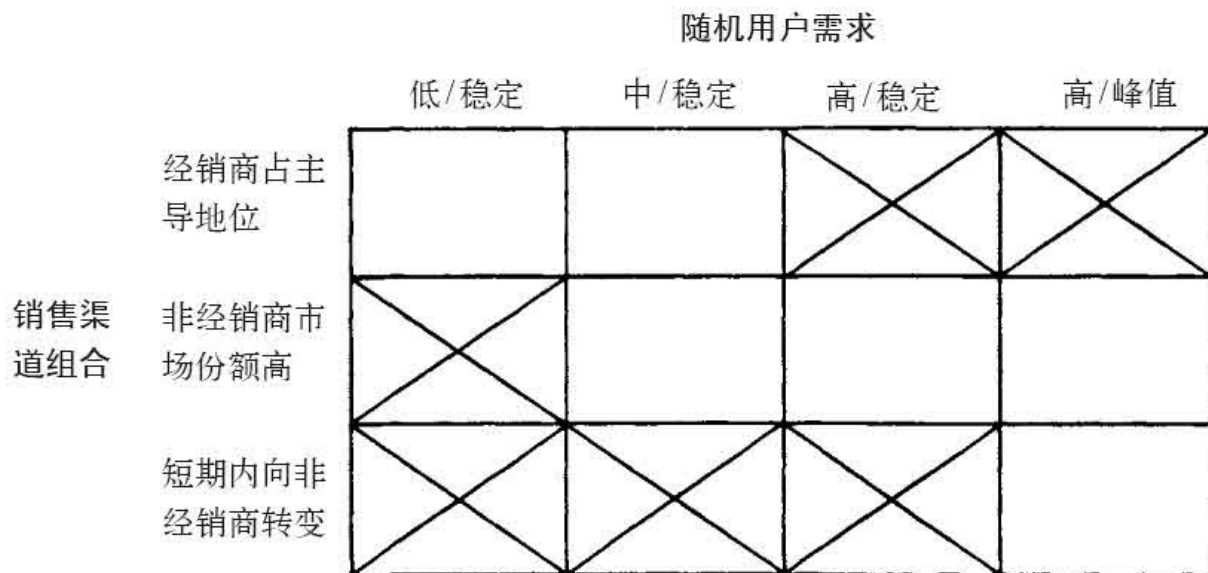 随机用户需求
低/稳定 中/稳定 高/稳定 高/峰值
经销商占主
导地位
销售渠
道组合
非经销商市
场份额高
短期内向非
经销商转变